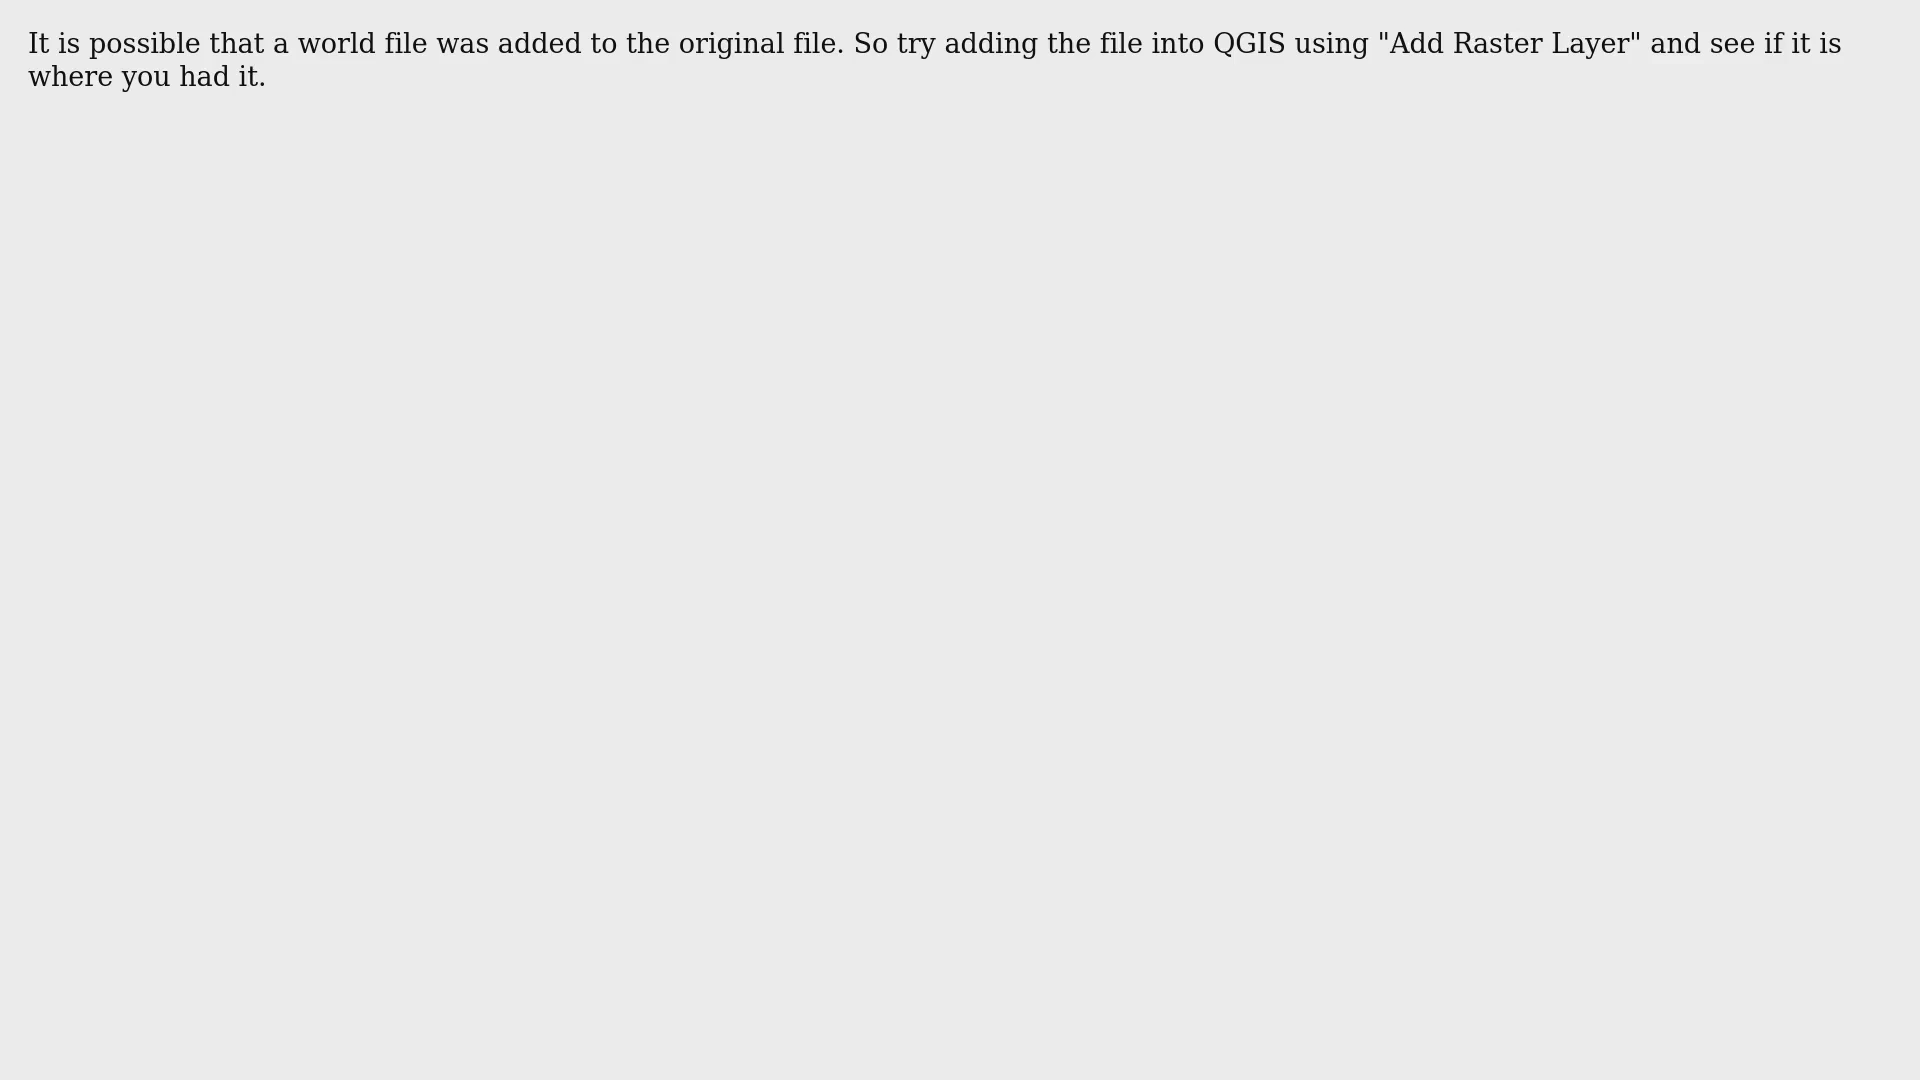 It is possible that a world file was added to the original file. So try adding the file into QGIS using "Add Raster Layer" and see if it is
where you had it.